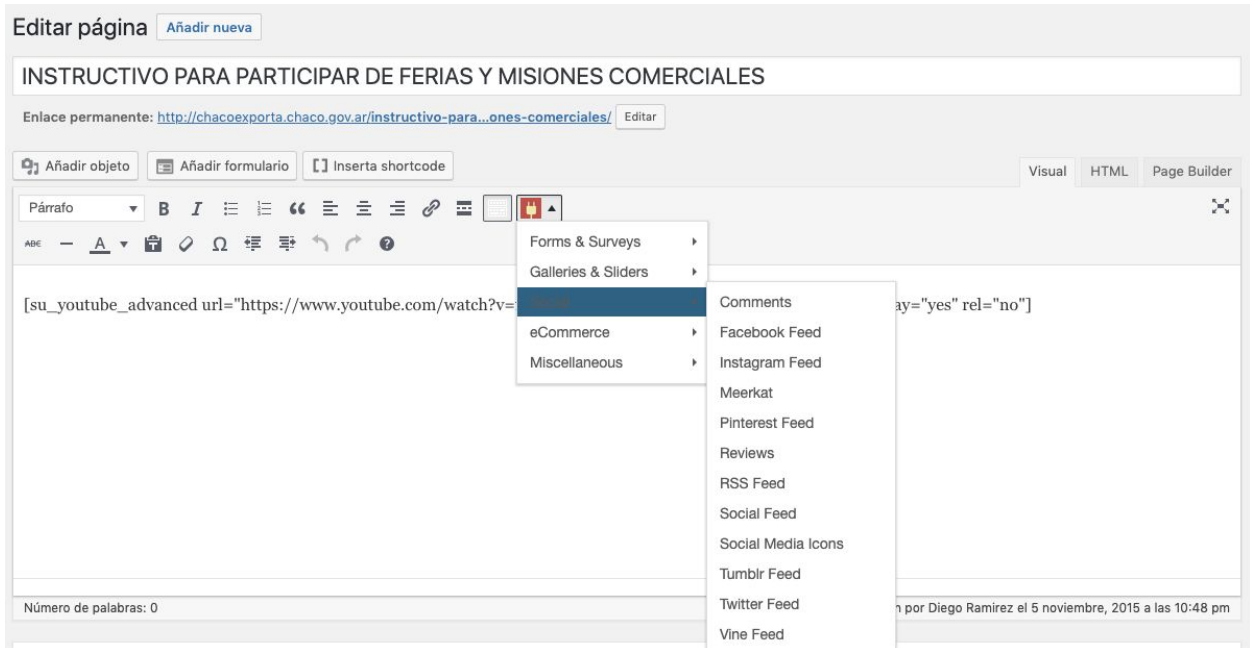 Editar página Añadir nueva
INSTRUCTIVO PARA PARTICIPAR DE FERIAS Y MISIONES COMERCIALES
Enlace permanente: http://chacoexporta.chaco.gov.ar/instructivo-para...ones-comerciales/ Editar
Añadir objeto Añadir formulario [ ] Inserta shortcode
Visual HTML Page Builder
Párrafo B I
ABC A Ω
Forms & Surveys
Galleries & Sliders
[su_youtube_advanced url="https://www.youtube.com/watch?v= ay="yes" rel="no"]
eCommerce
Miscellaneous
Comments
Facebook Feed
Instagram Feed
Meerkat
Pinterest Feed
Reviews
RSS Feed
Social Feed
Social Media Icons
Tumblr Feed
Twitter Feed
Vine Feed
Número de palabras: 0
por Diego Ramirez el 5 noviembre, 2015 a las 10:48 pm